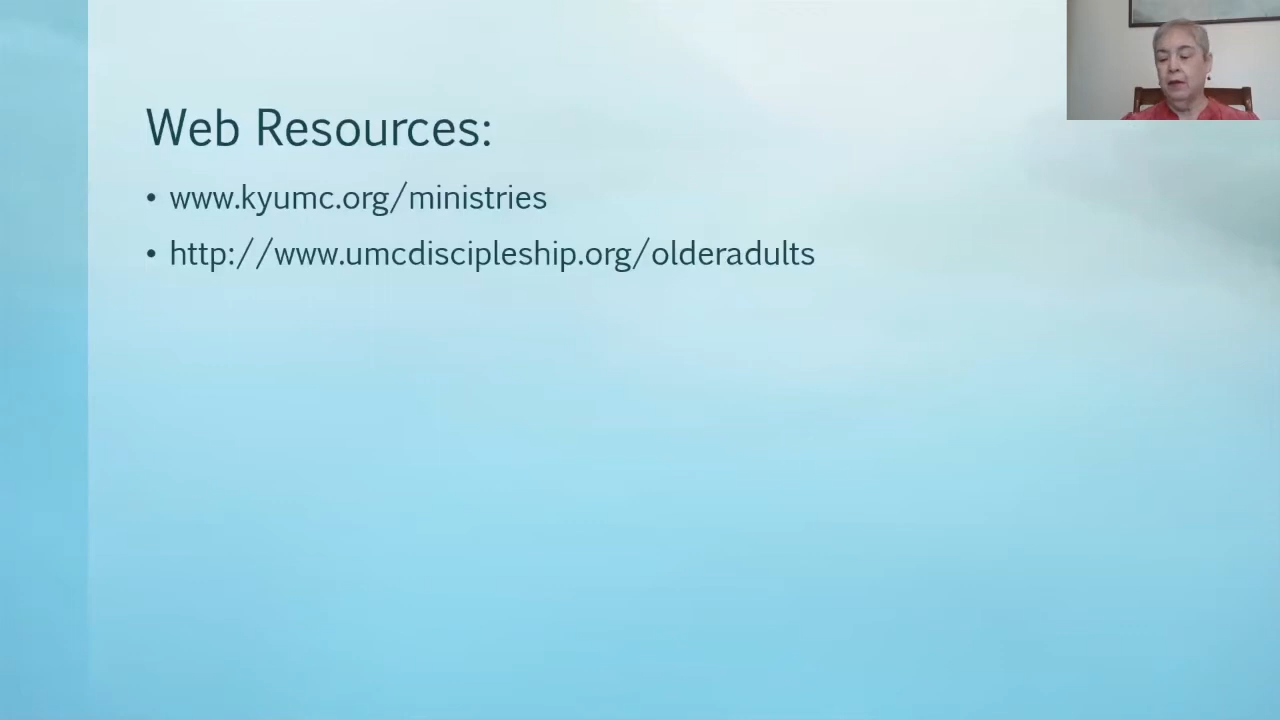 Web Resources:
• www.kyumc.org/ministries
• http://www.umcdiscipleship.org/olderadults